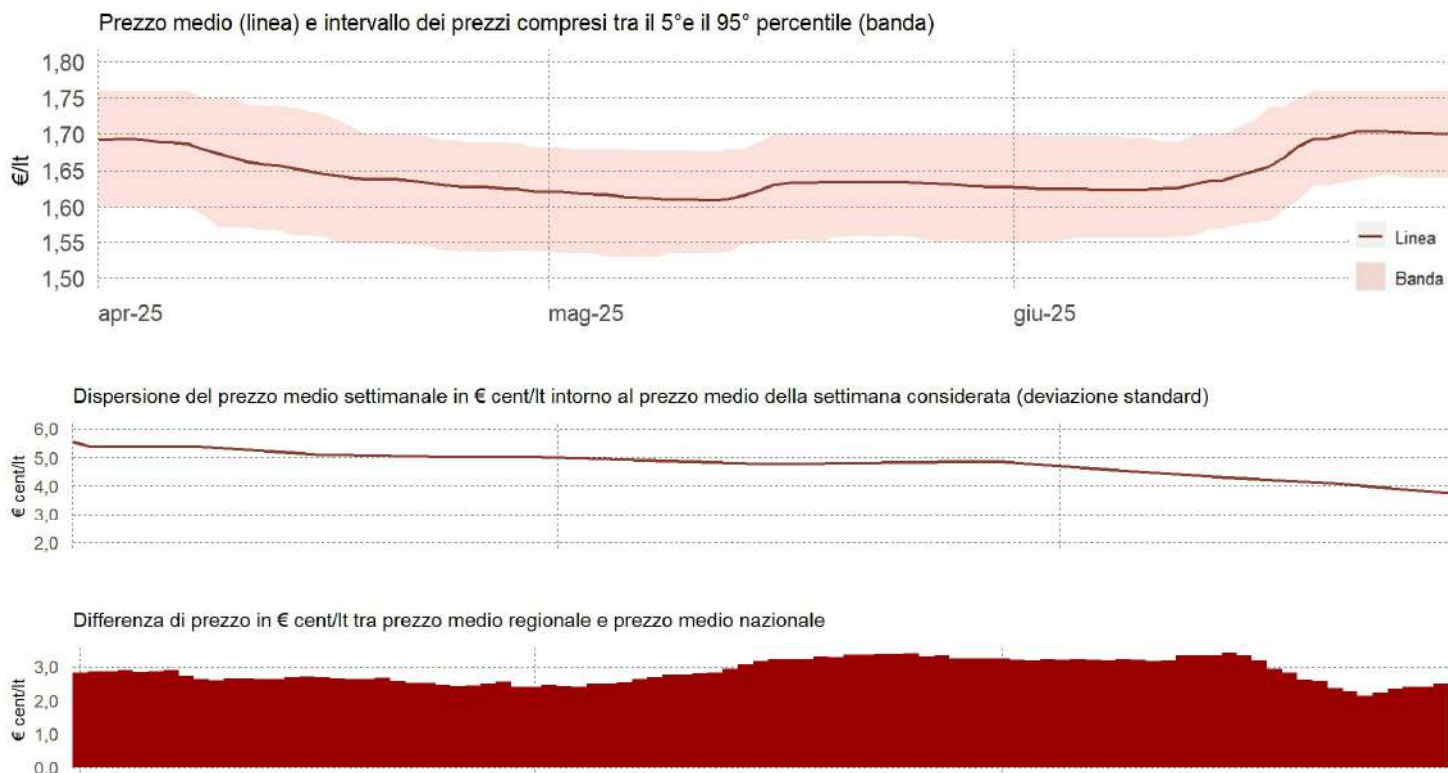 Prezzo medio (linea) e intervallo dei prezzi compresi tra il 5°e il 95° percentile (banda)
€/lt
1,80
1,75
1,70
1,65
1,60
1,55
1,50
Linea
Banda
apr-25
mag-25
giu-25
Dispersione del prezzo medio settimanale in € cent/lt intorno al prezzo medio della settimana considerata (deviazione standard)
€ cent/lt
6,0
5,0
4,0
3,0
2,0
Differenza di prezzo in € cent/lt tra prezzo medio regionale e prezzo medio nazionale
€ cent/lt
3,0
2,0
1,0
0,0